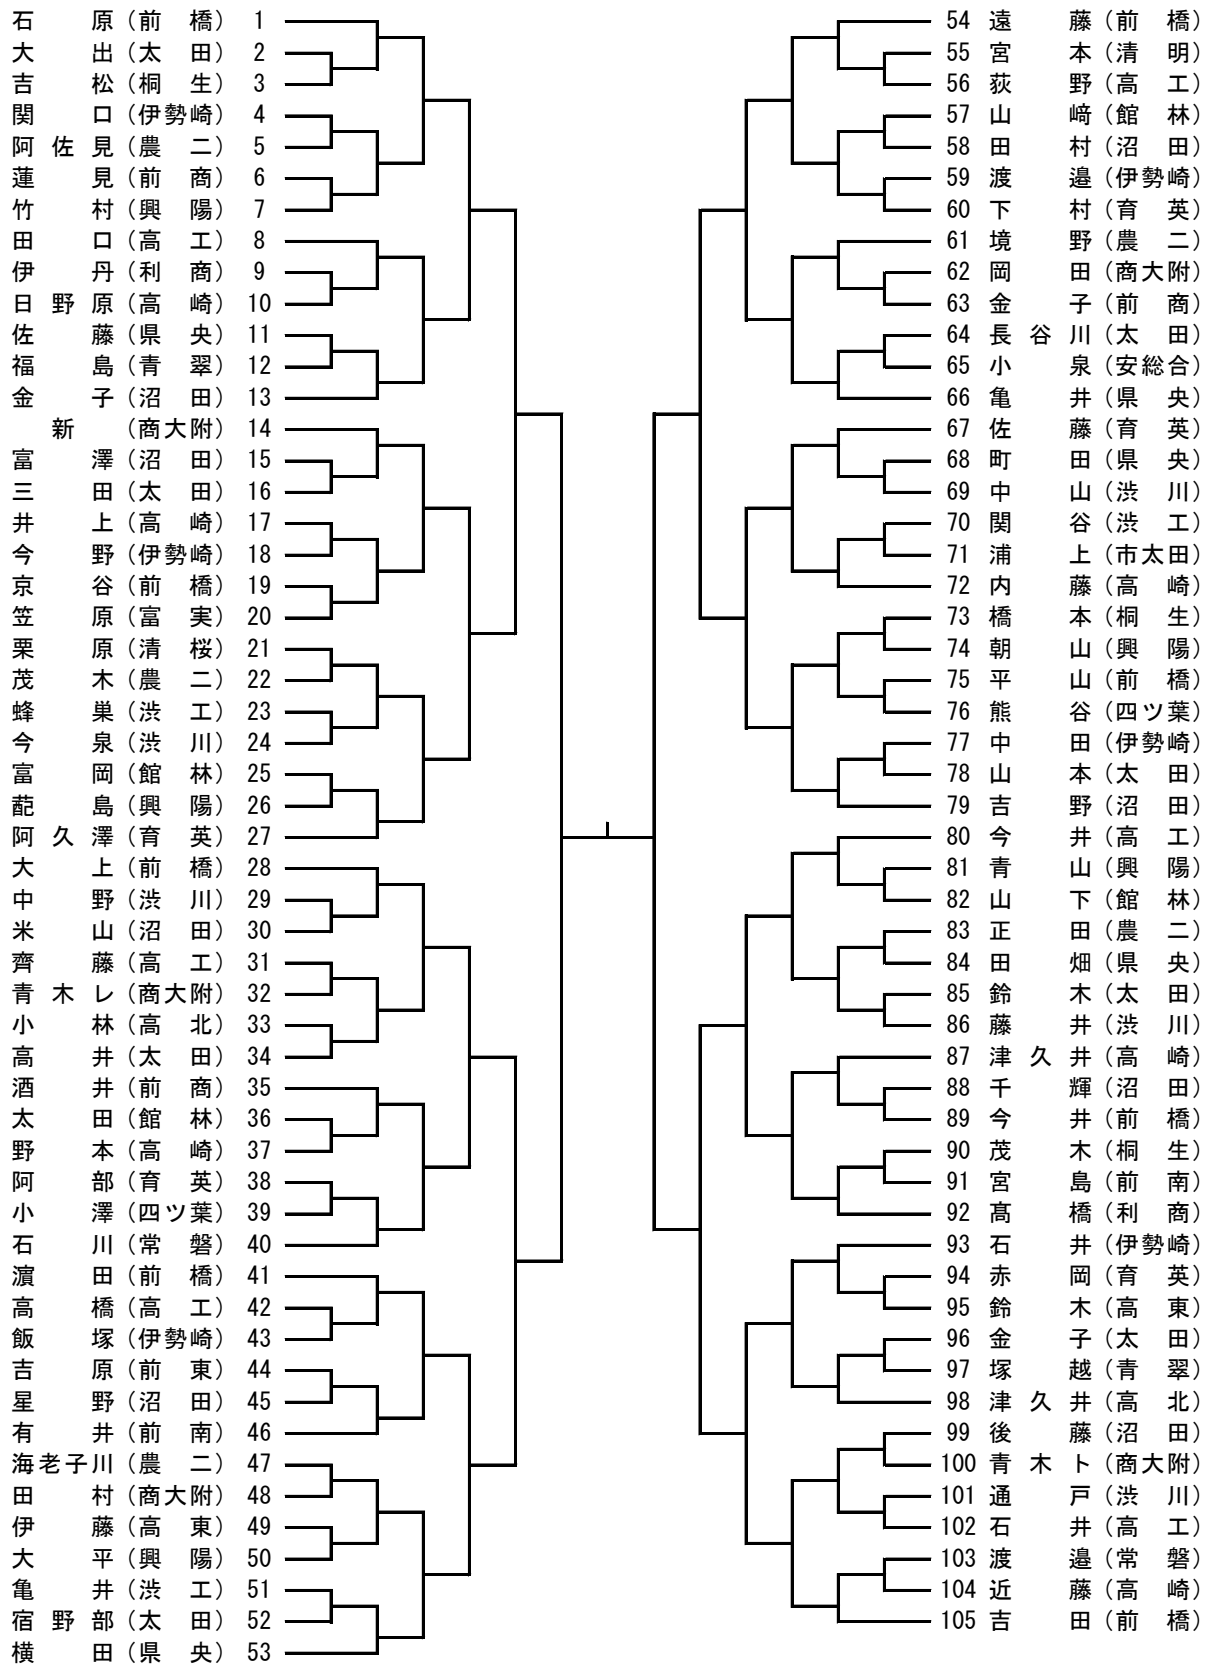 石原（前橋） 1
大出（太田） 2
吉松（桐生） 3
関口（伊勢崎） 4
阿佐見（農二） 5
蓮見（前商） 6
竹村（興陽） 7
田口（高工） 8
伊丹（利商） 9
日野原（高崎） 10
佐藤（県央） 11
福島（青翠） 12
金子（沼田） 13
新（商大附） 14
富澤（沼田） 15
三田（太田） 16
井上（高崎） 17
今野（伊勢崎） 18
京谷（前橋） 19
笠原（富実） 20
栗原（清桜） 21
茂木（農二） 22
蜂巣（渋工） 23
今泉（渋川） 24
富岡（館林） 25
蓜島（興陽） 26
阿久澤（育英） 27
大上（前橋） 28
中野（渋川） 29
米山（沼田） 30
齊藤（高工） 31
青木レ（商大附） 32
小林（高北） 33
高井（太田） 34
酒井（前商） 35
太田（館林） 36
野本（高崎） 37
阿部（育英） 38
小澤（四ツ葉） 39
石川（常磐） 40
濵田（前橋） 41
高橋（高工） 42
飯塚（伊勢崎） 43
吉原（前東） 44
星野（沼田） 45
有井（前南） 46
海老子川（農二） 47
田村（商大附） 48
伊藤（高東） 49
大平（興陽） 50
亀井（渋工） 51
宿野部（太田） 52
横田（県央） 53
54 遠藤（前橋）
55 宮本（清明）
56 荻野（高工）
57 山﨑（館林）
58 田村（沼田）
59 渡邉（伊勢崎）
60 下村（育英）
61 境野（農二）
62 岡田（商大附）
63 金子（前商）
64 長谷川（太田）
65 小泉（安総合）
66 亀井（県央）
67 佐藤（育英）
68 町田（県央）
69 中山（渋川）
70 関谷（渋工）
71 浦上（市太田）
72 内藤（高崎）
73 橋本（桐生）
74 朝山（興陽）
75 平山（前橋）
76 熊谷（四ツ葉）
77 中田（伊勢崎）
78 山本（太田）
79 吉野（沼田）
80 今井（高工）
81 青山（興陽）
82 山下（館林）
83 正田（農二）
84 田畑（県央）
85 鈴木（太田）
86 藤井（渋川）
87 津久井（高崎）
88 千輝（沼田）
89 今井（前橋）
90 茂木（桐生）
91 宮島（前南）
92 髙橋（利商）
93 石井（伊勢崎）
94 赤岡（育英）
95 鈴木（高東）
96 金子（太田）
97 塚越（青翠）
98 津久井（高北）
99 後藤（沼田）
100 青木ト（商大附）
101 通戸（渋川）
102 石井（高工）
103 渡邉（常磐）
104 近藤（高崎）
105 吉田（前橋）